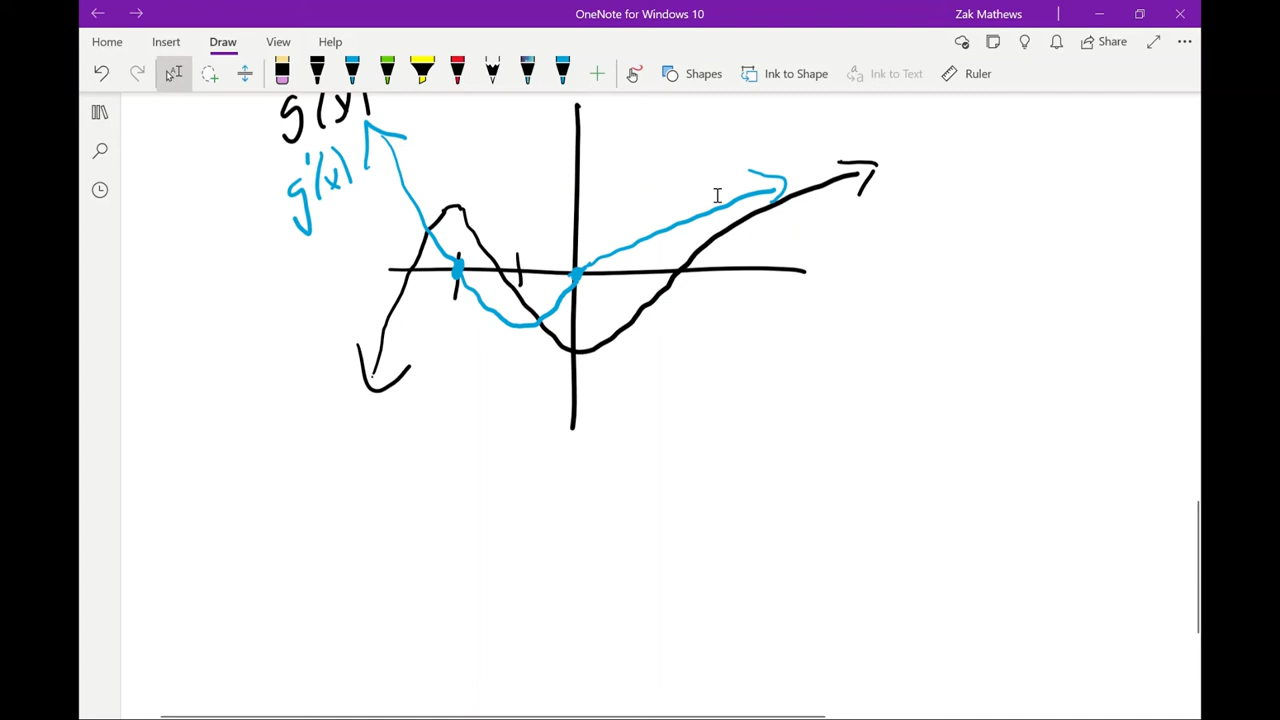 OneNote for Windows 10
Zak Mathews
Home Insert Draw View Help
Share
Shapes
Ink to Shape
Ink to Text
Ruler
g(x)
g'(x)